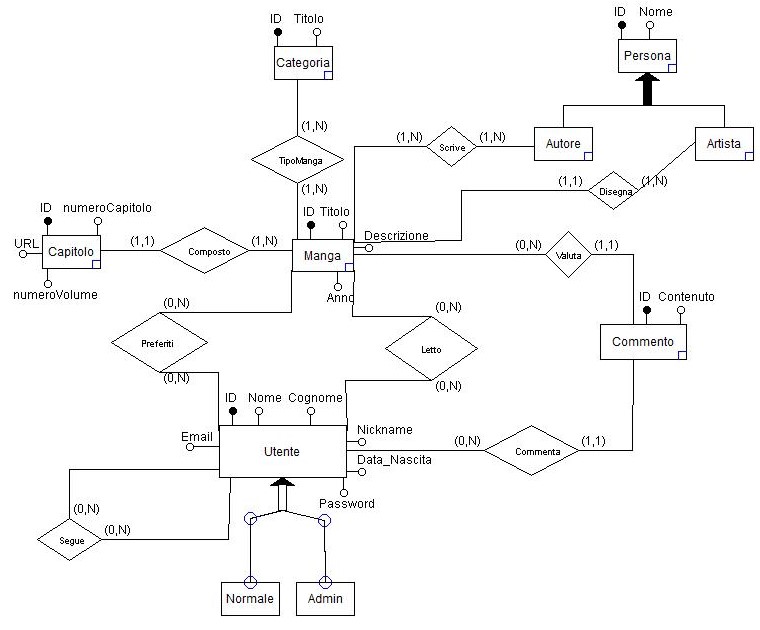 ID Nome
ID Titolo
Persona
Categoria
(1,N)
(1,N) Scrive (1,N) Autore Artista
TipoManga
(1,1) Disegna (1,N)
(1,N)
ID numeroCapitolo
ID Titolo
URL Capitolo (1,1) Composto (1,N) Manga Descrizione
(0,N) Valuta (1,1)
numeroVolume
Anno
ID Contenuto
(0,N) (0,N)
Preferiti Letto Commento
(0,N) (0,N)
ID Nome Cognome
Email Nickname
Utente (0,N) Commenta (1,1)
Data_Nascita
Password
(0,N)
(0,N)
Segue
Normale Admin